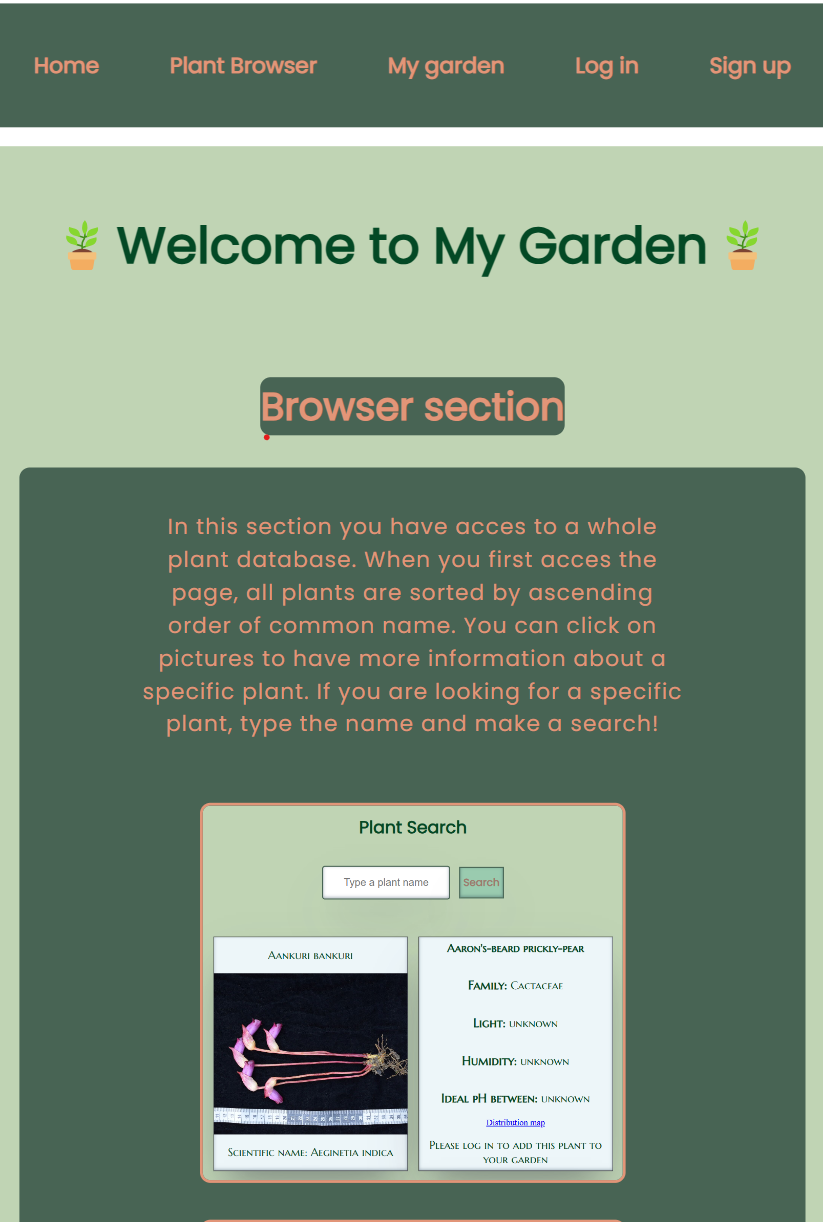 Home Plant Browser My garden Log in Sign up
Welcome to My Garden
Browser section
In this section you have acces to a whole
plant database. When you first acces the
page, all plants are sorted by ascending
order of common name. You can click on
pictures to have more information about a
specific plant. If you are looking for a specific
plant, type the name and make a search!
Plant Search
Type a plant name Search
Aankuri bankuri
Scientific name: Aeginetia indica
Aaron's-beard prickly-pear
Family: Cactaceae
Light: unknown
Humidity: unknown
Ideal pH between: unknown
Distribution map
Please log in to add this plant to
your garden